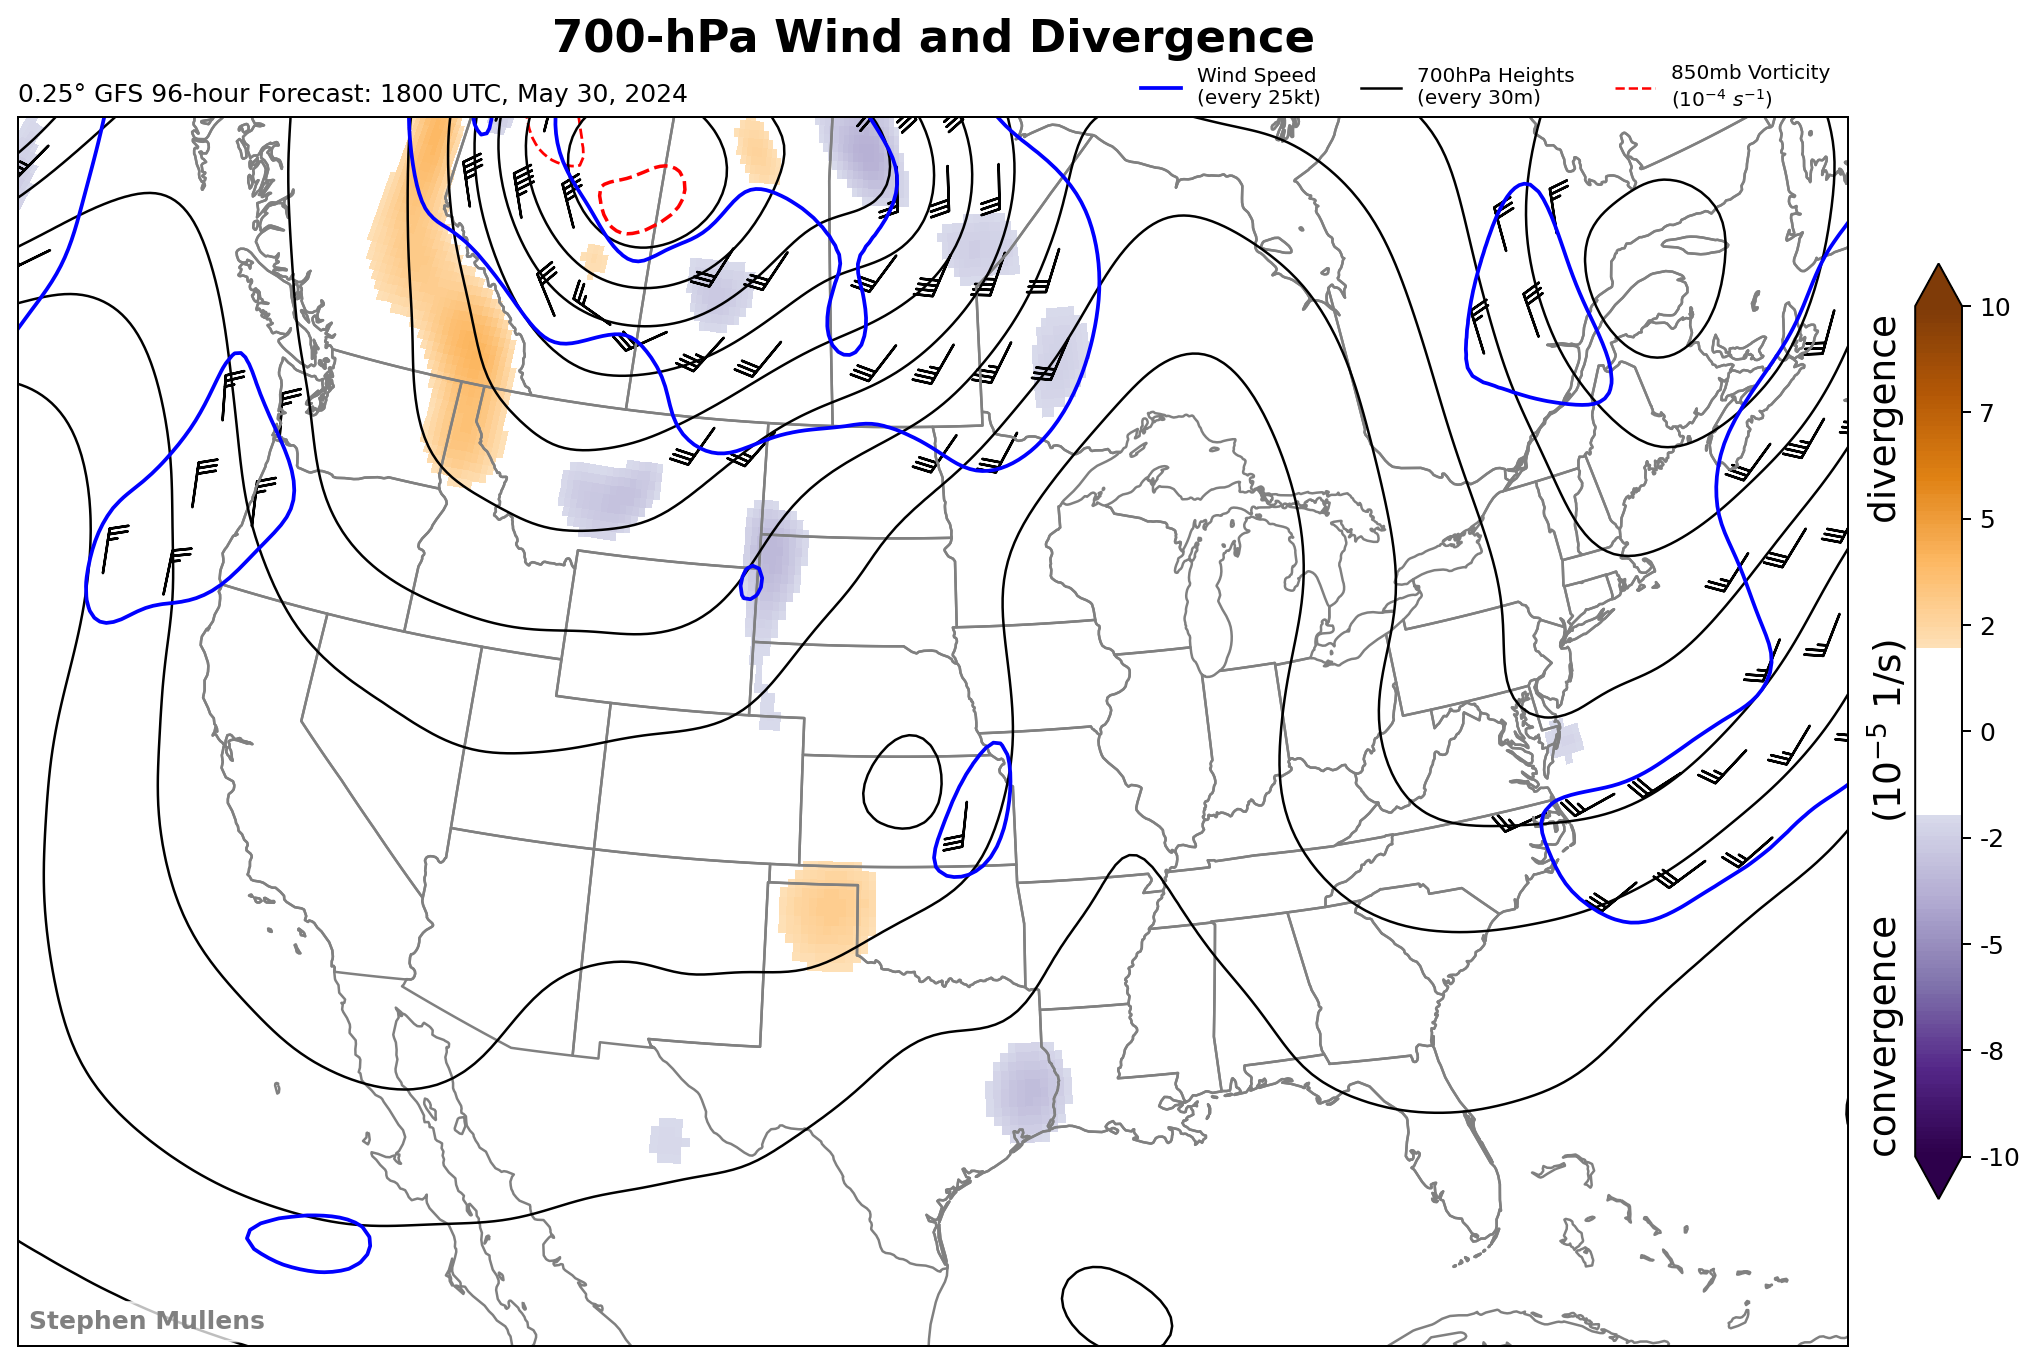 700-hPa Wind and Divergence
0.25° GFS 96-hour Forecast: 1800 UTC, May 30, 2024
Wind Speed
(every 25kt)
700hPa Heights
(every 30m)
850mb Vorticity
(10⁻⁴ s⁻¹)
10
7
5
2
0
-2
-5
-8
-10
convergence (10⁻⁵ 1/s) divergence
Stephen Mullens